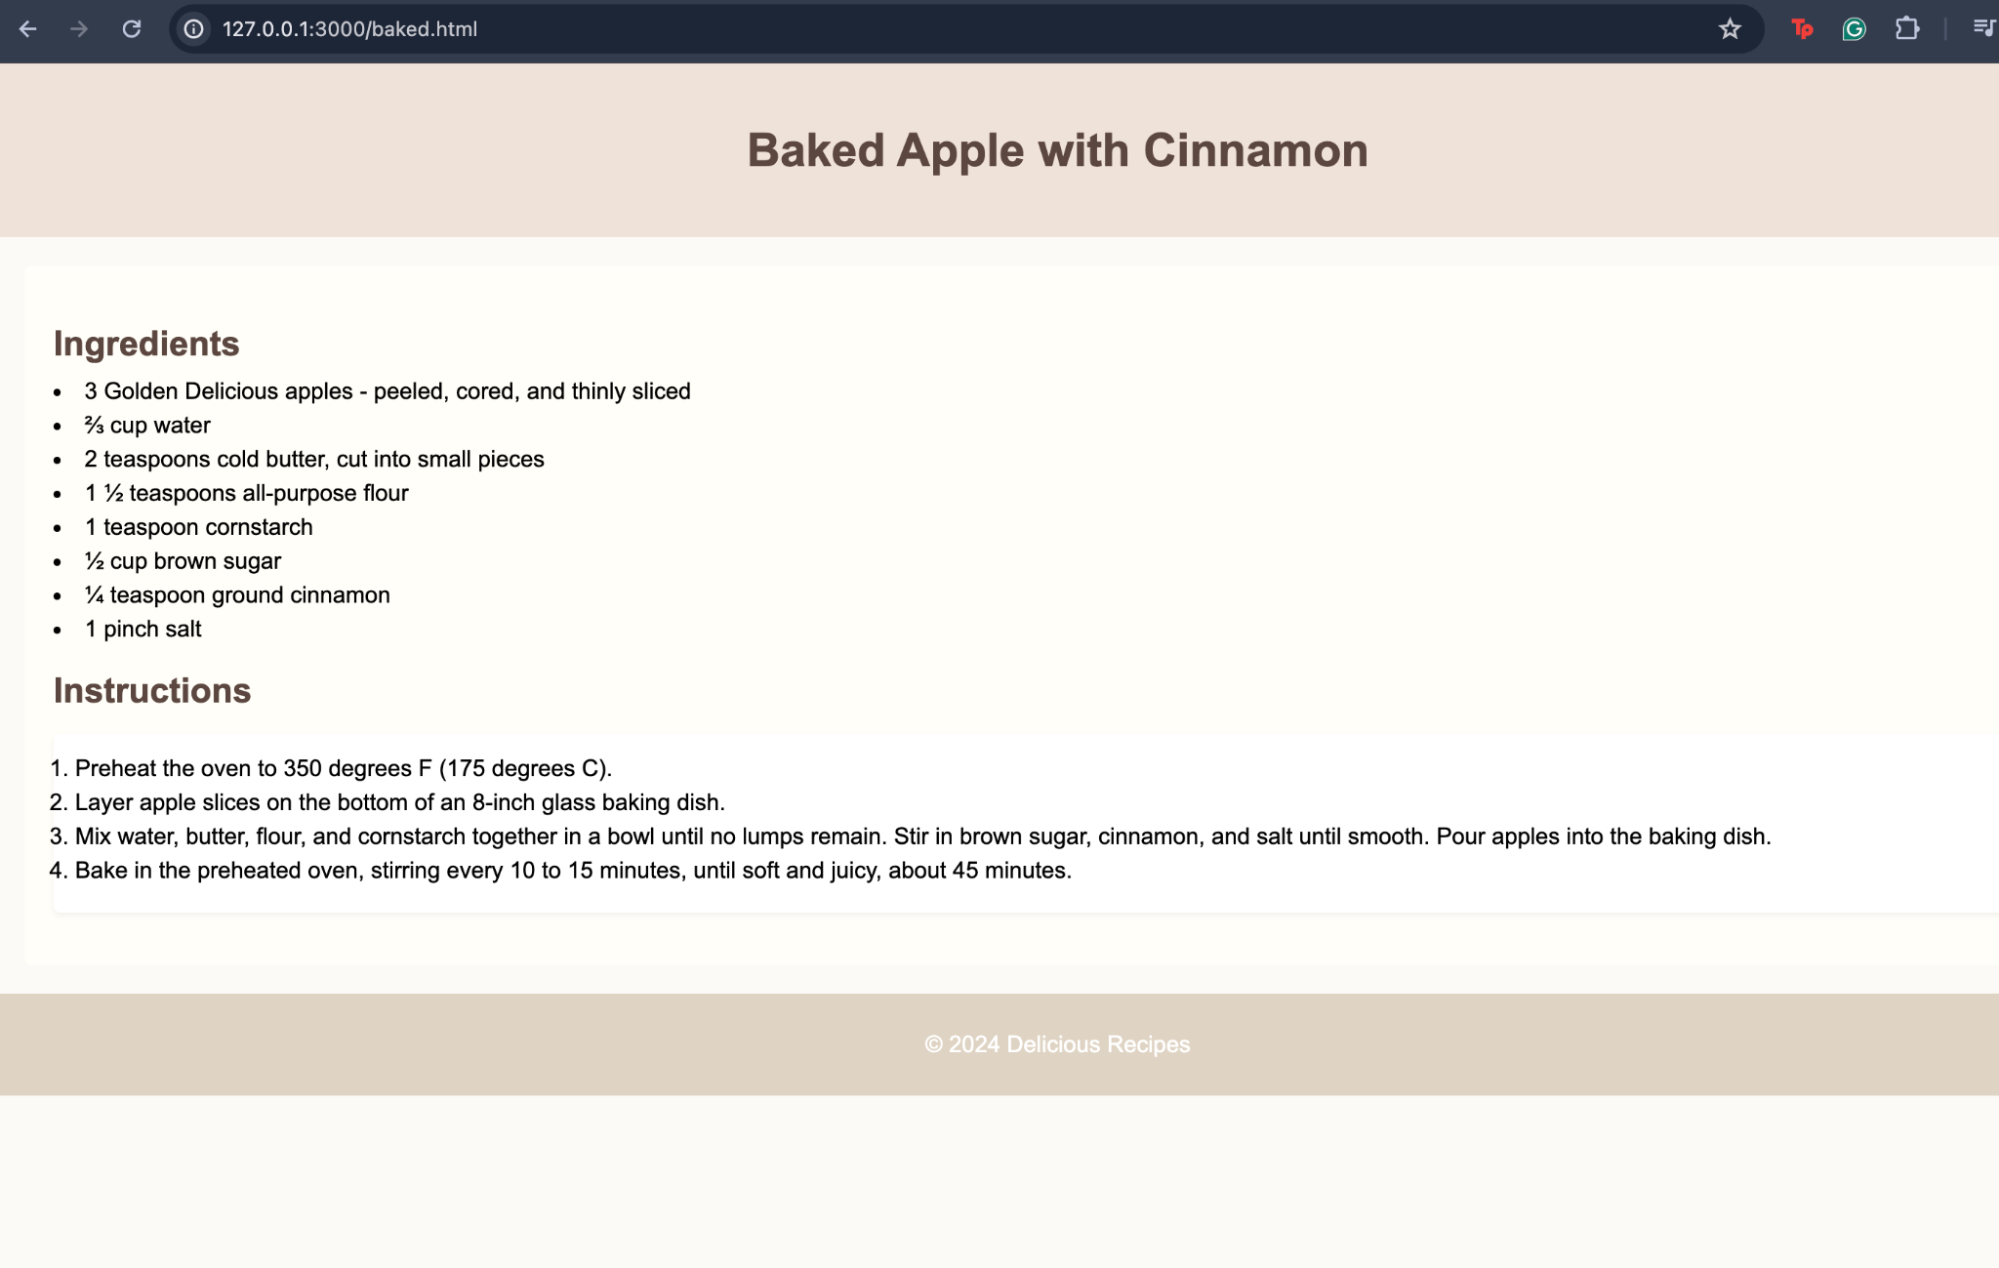 127.0.0.1:3000/baked.html
Tp
G
Baked Apple with Cinnamon
Ingredients
• 3 Golden Delicious apples - peeled, cored, and thinly sliced
• ⅔ cup water
• 2 teaspoons cold butter, cut into small pieces
• 1 ½ teaspoons all-purpose flour
• 1 teaspoon cornstarch
• ½ cup brown sugar
• ¼ teaspoon ground cinnamon
• 1 pinch salt
Instructions
1. Preheat the oven to 350 degrees F (175 degrees C).
2. Layer apple slices on the bottom of an 8-inch glass baking dish.
3. Mix water, butter, flour, and cornstarch together in a bowl until no lumps remain. Stir in brown sugar, cinnamon, and salt until smooth. Pour apples into the baking dish.
4. Bake in the preheated oven, stirring every 10 to 15 minutes, until soft and juicy, about 45 minutes.
© 2024 Delicious Recipes